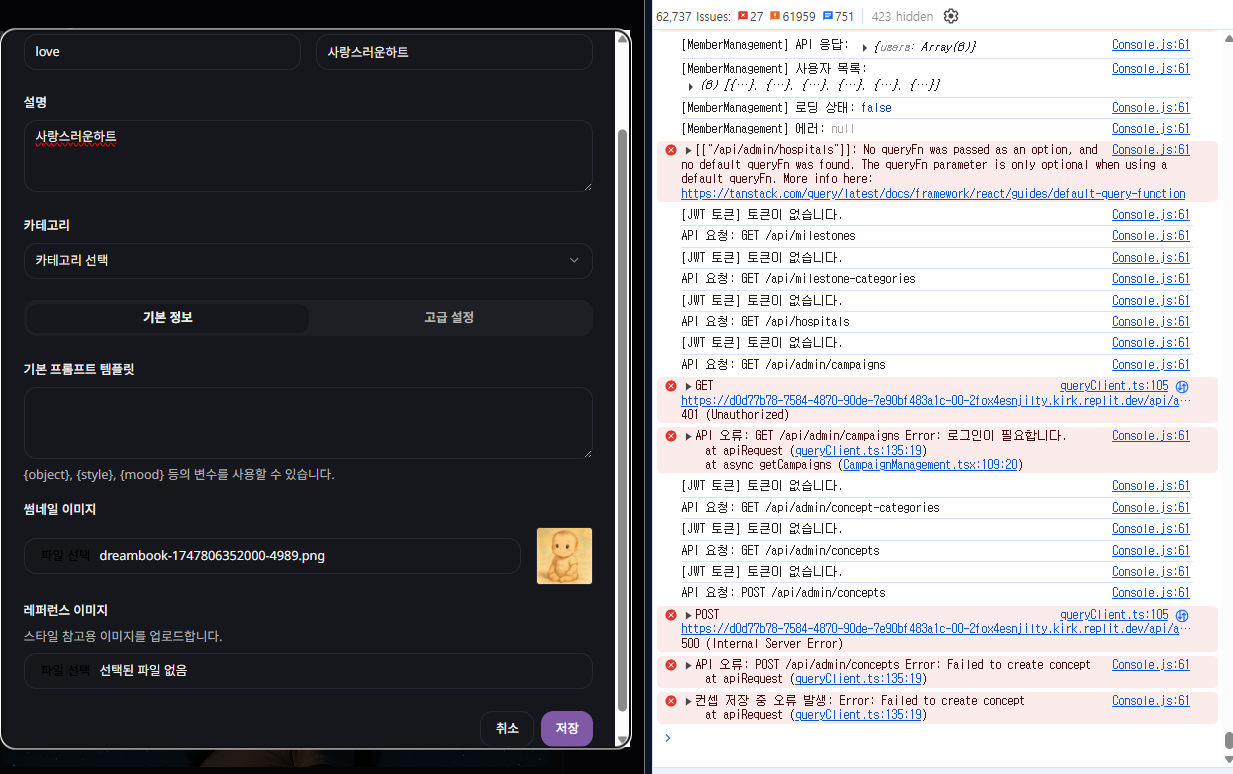 love
사랑스러운하트
설명
사랑스러운하트
카테고리
카테고리 선택
기본 정보
고급 설정
기본 프롬프트 템플릿
{object}, {style}, {mood} 등의 변수를 사용할 수 있습니다.
썸네일 이미지
파일 선택 dreambook-1747806352000-4989.png
레퍼런스 이미지
스타일 참고용 이미지를 업로드합니다.
파일 선택 선택된 파일 없음
취소
저장
62,737 Issues: 27 61959 751 423 hidden
[MemberManagement] API 응답: {users: Array(6)} Console.js:61
[MemberManagement] 사용자 목록: Console.js:61
(6) [{…}, {…}, {…}, {…}, {…}, {…}]
[MemberManagement] 로딩 상태: false Console.js:61
[MemberManagement] 에러: null Console.js:61
[["/api/admin/hospitals"]]: No queryFn was passed as an option, and Console.js:61
no default queryFn was found. The queryFn parameter is only optional when using a
default queryFn. More info here:
https://tanstack.com/query/latest/docs/framework/react/guides/default-query-function
[JWT 토큰] 토큰이 없습니다. Console.js:61
API 요청: GET /api/milestones Console.js:61
[JWT 토큰] 토큰이 없습니다. Console.js:61
API 요청: GET /api/milestone-categories Console.js:61
[JWT 토큰] 토큰이 없습니다. Console.js:61
API 요청: GET /api/hospitals Console.js:61
[JWT 토큰] 토큰이 없습니다. Console.js:61
API 요청: GET /api/admin/campaigns Console.js:61
GET queryClient.ts:105
https://d0d77b78-7584-4870-90de-7e90bf483a1c-00-2fox4esnjilty.kirk.replit.dev/api/a…
401 (Unauthorized)
API 오류: GET /api/admin/campaigns Error: 로그인이 필요합니다. Console.js:61
at apiRequest (queryClient.ts:135:19)
at async getCampaigns (CampaignManagement.tsx:109:20)
[JWT 토큰] 토큰이 없습니다. Console.js:61
API 요청: GET /api/admin/concept-categories Console.js:61
[JWT 토큰] 토큰이 없습니다. Console.js:61
API 요청: GET /api/admin/concepts Console.js:61
[JWT 토큰] 토큰이 없습니다. Console.js:61
API 요청: POST /api/admin/concepts Console.js:61
POST queryClient.ts:105
https://d0d77b78-7584-4870-90de-7e90bf483a1c-00-2fox4esnjilty.kirk.replit.dev/api/a…
500 (Internal Server Error)
API 오류: POST /api/admin/concepts Error: Failed to create concept Console.js:61
at apiRequest (queryClient.ts:135:19)
컨셉 저장 중 오류 발생: Error: Failed to create concept Console.js:61
at apiRequest (queryClient.ts:135:19)